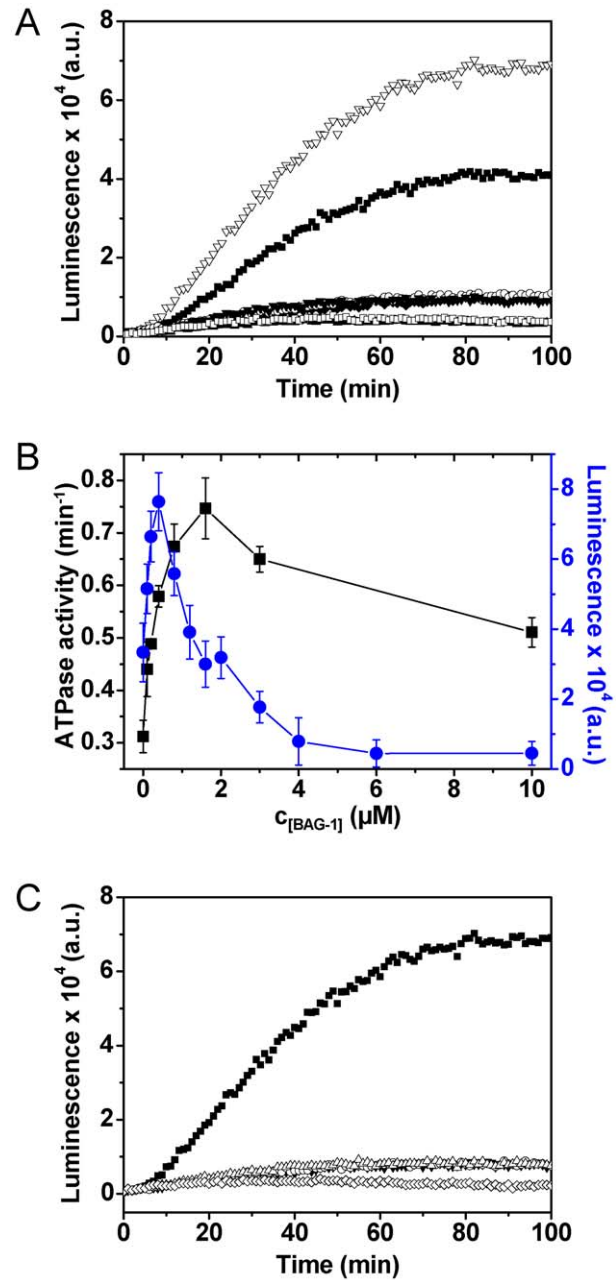 A
Luminescence x 10⁴ (a.u.)
8
6
4
2
0
0 20 40 60 80 100
Time (min)
B
ATPase activity (min⁻¹)
0.8
0.7
0.6
0.5
0.4
0.3
Luminescence x 10⁴ (a.u.)
8
6
4
2
0
0 2 4 6 8 10
c[BAG-1] (µM)
C
Luminescence x 10⁴ (a.u.)
8
6
4
2
0
0 20 40 60 80 100
Time (min)